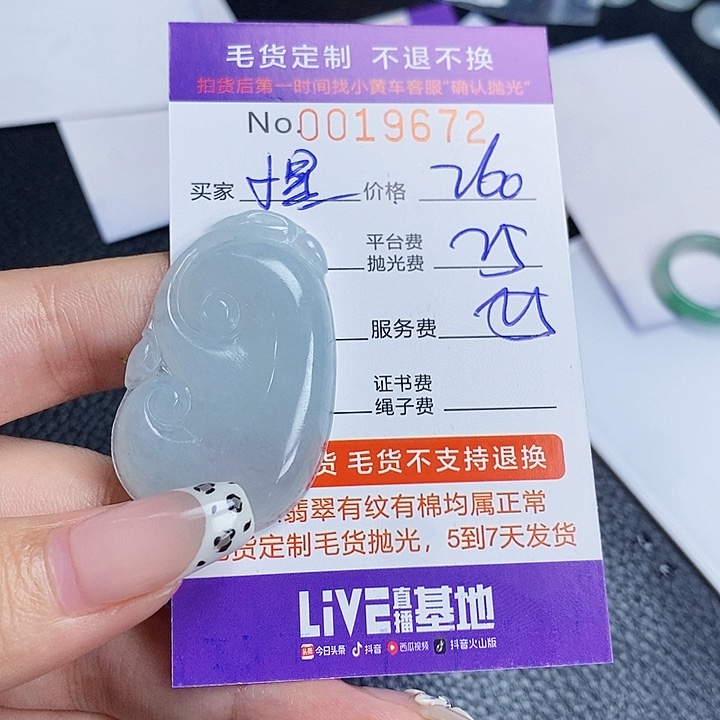 毛货定制 不退不换
拍货后第一时间找小黄车客服"确认抛光"
No.0019672
买家 价格 260
平台费
抛光费 25
服务费 25
证书费
绳子费
货 毛货不支持退换
翡翠有纹有棉均属正常
货定制毛货抛光，5到7天发货
LiVE直播基地
头条 今日头条 抖音 西瓜视频 抖音火山版